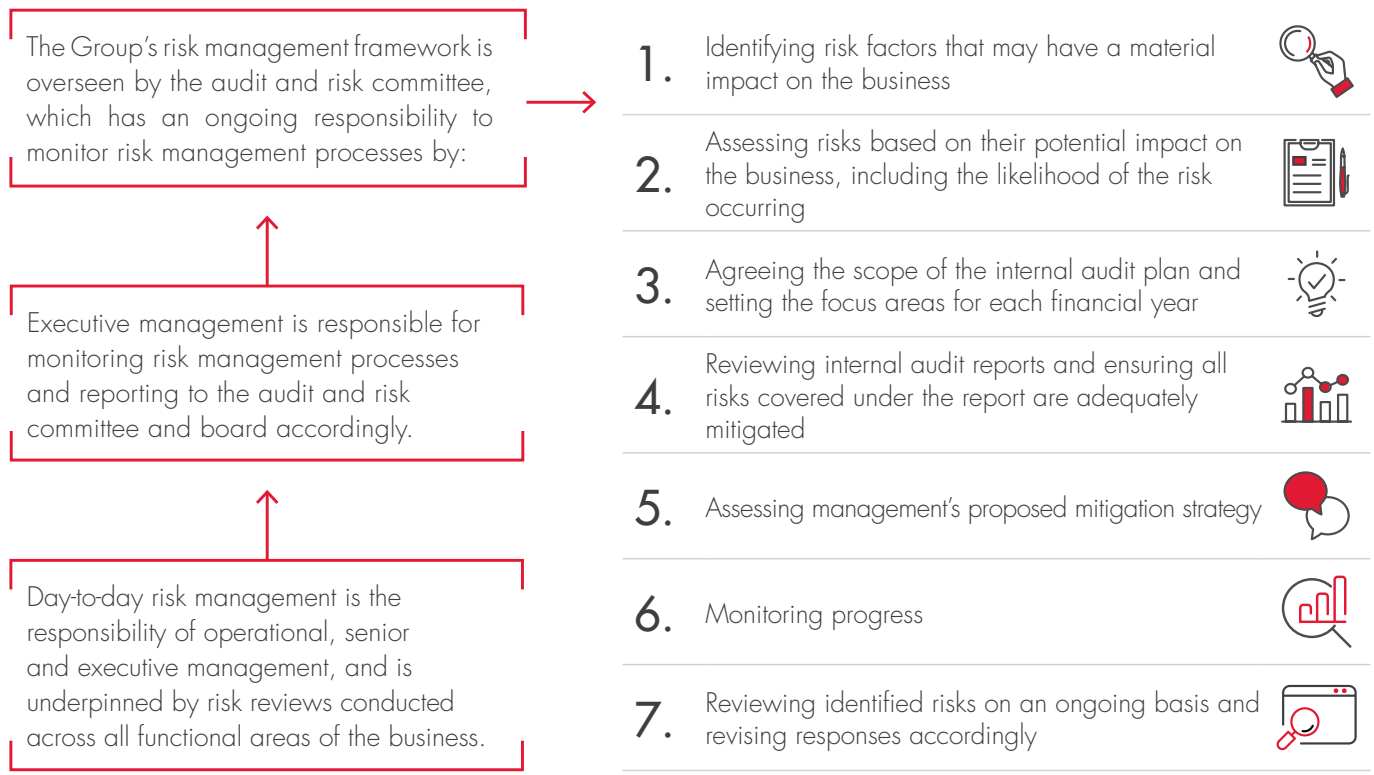 The Group's risk management framework is
overseen by the audit and risk committee,
which has an ongoing responsibility to
monitor risk management processes by:
Executive management is responsible for
monitoring risk management processes
and reporting to the audit and risk
committee and board accordingly.
Day-to-day risk management is the
responsibility of operational, senior
and executive management, and is
underpinned by risk reviews conducted
across all functional areas of the business.
1. Identifying risk factors that may have a material
impact on the business
2. Assessing risks based on their potential impact on
the business, including the likelihood of the risk
occurring
3. Agreeing the scope of the internal audit plan and
setting the focus areas for each financial year
4. Reviewing internal audit reports and ensuring all
risks covered under the report are adequately
mitigated
5. Assessing management's proposed mitigation strategy
6. Monitoring progress
7. Reviewing identified risks on an ongoing basis and
revising responses accordingly